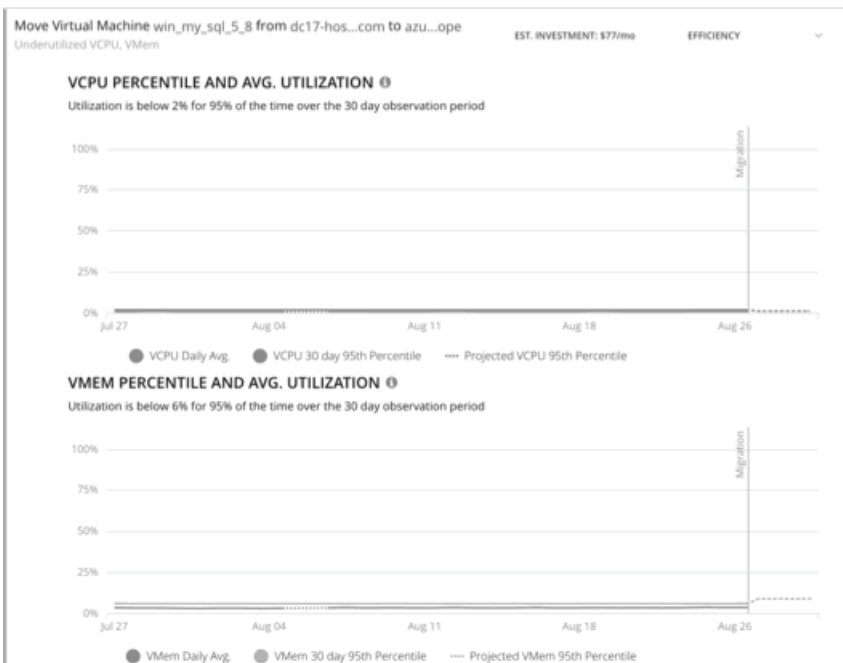 Move Virtual Machine win_my_sql_5_8 from dc17-hos...com to azu...ope
Underutilized VCPU, VMem
EST. INVESTMENT: $77/mo
EFFICIENCY
VCPU PERCENTILE AND AVG. UTILIZATION
Utilization is below 2% for 95% of the time over the 30 day observation period
Migration
100%
75%
50%
25%
0%
Jul 27 Aug 04 Aug 11 Aug 18 Aug 26
VCPU Daily Avg. VCPU 30 day 95th Percentile Projected VCPU 95th Percentile
VMEM PERCENTILE AND AVG. UTILIZATION
Utilization is below 6% for 95% of the time over the 30 day observation period
Migration
100%
75%
50%
25%
0%
Jul 27 Aug 04 Aug 11 Aug 18 Aug 26
VMem Daily Avg. VMem 30 day 95th Percentile Projected VMem 95th Percentile